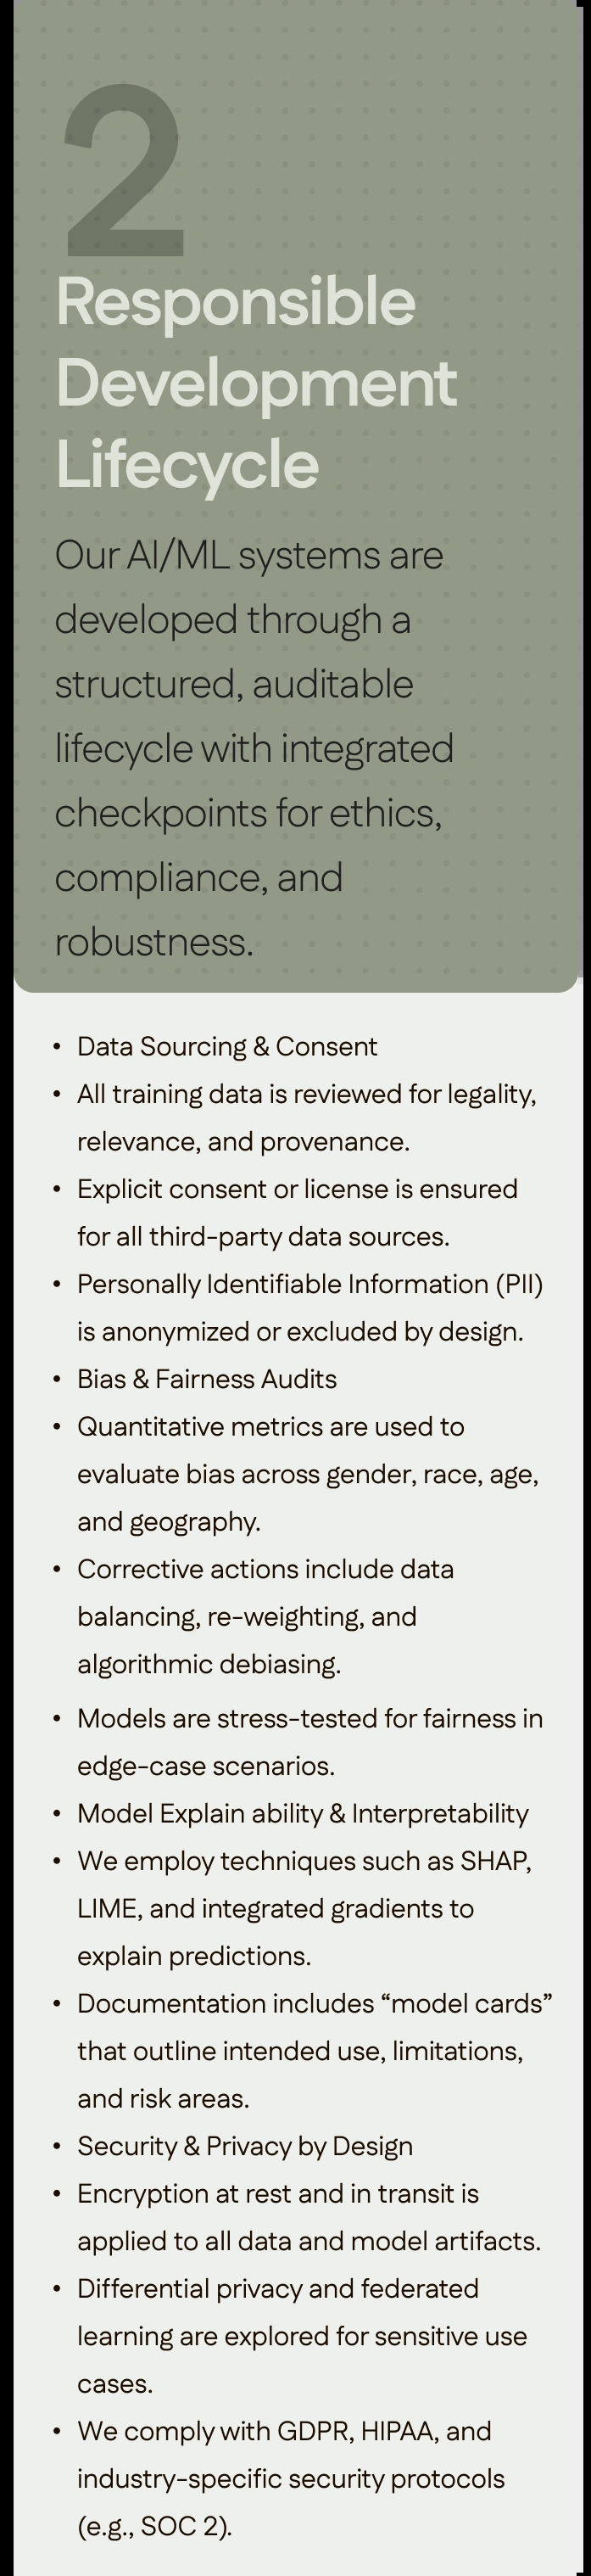 2
Responsible
Development
Lifecycle
Our AI/ML systems are
developed through a
structured, auditable
lifecycle with integrated
checkpoints for ethics,
compliance, and
robustness.
• Data Sourcing & Consent
• All training data is reviewed for legality,
relevance, and provenance.
• Explicit consent or license is ensured
for all third-party data sources.
• Personally Identifiable Information (PII)
is anonymized or excluded by design.
• Bias & Fairness Audits
• Quantitative metrics are used to
evaluate bias across gender, race, age,
and geography.
• Corrective actions include data
balancing, re-weighting, and
algorithmic debiasing.
• Models are stress-tested for fairness in
edge-case scenarios.
• Model Explain ability & Interpretability
• We employ techniques such as SHAP,
LIME, and integrated gradients to
explain predictions.
• Documentation includes “model cards”
that outline intended use, limitations,
and risk areas.
• Security & Privacy by Design
• Encryption at rest and in transit is
applied to all data and model artifacts.
• Differential privacy and federated
learning are explored for sensitive use
cases.
• We comply with GDPR, HIPAA, and
industry-specific security protocols
(e.g., SOC 2).